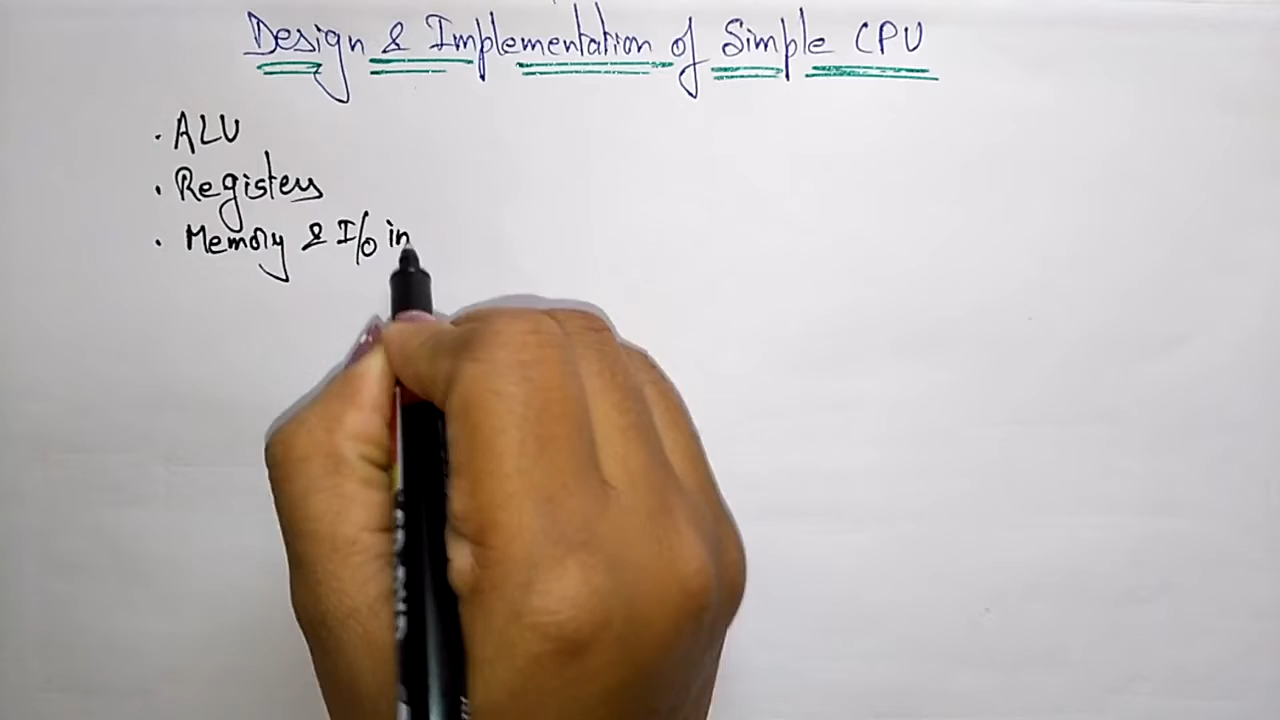 Design & Implementation of Simple CPU
. ALU
. Registers
. Memory & I/O in